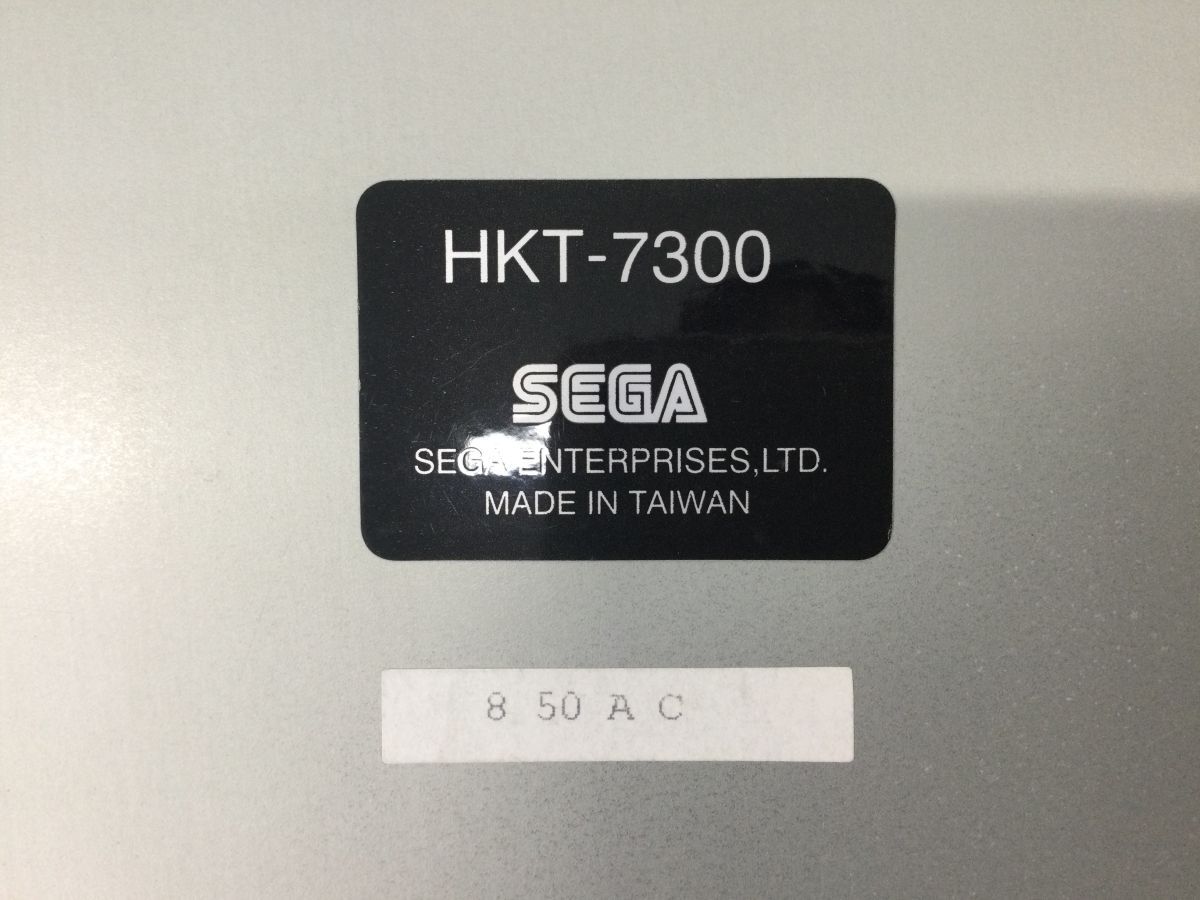 HKT-7300
SEGA
SEGA ENTERPRISES,LTD.
MADE IN TAIWAN
8 50 A C